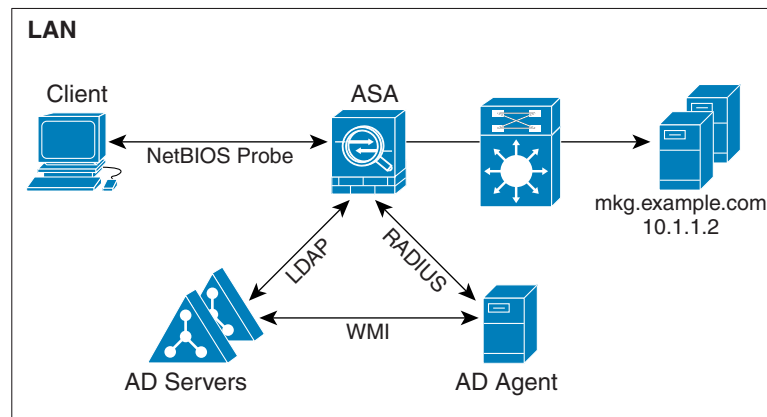 LAN
Client
ASA
NetBIOS Probe
mkg.example.com
10.1.1.2
LDAP
RADIUS
WMI
AD Servers
AD Agent